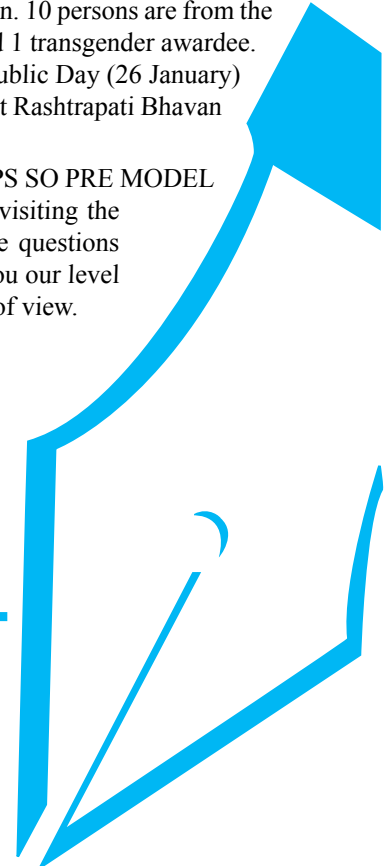 n. 10 persons are from the
l 1 transgender awardee.
ublic Day (26 January)
t Rashtrapati Bhavan
PS SO PRE MODEL
visiting the
e questions
ou our level
of view.